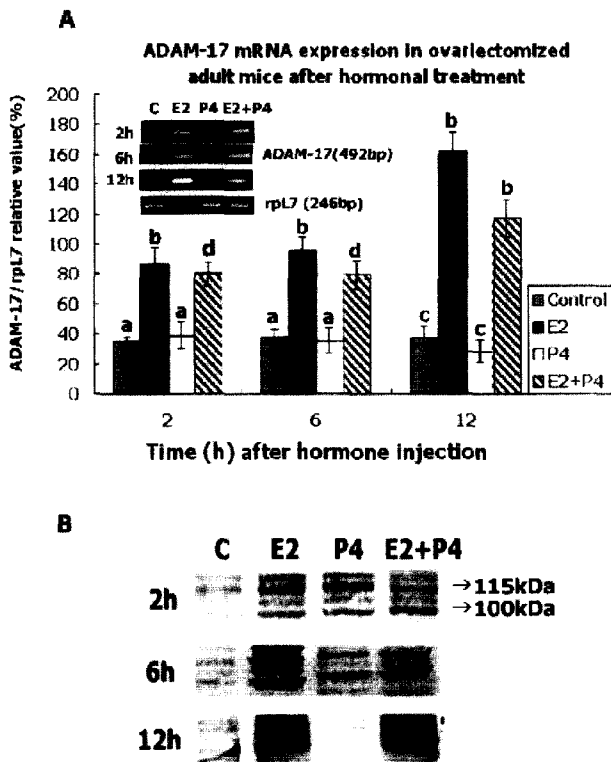 A
ADAM-17 mRNA expression in ovariectomized
adult mice after hormonal treatment
ADAM-17/rpL7 relative value(%)
200
180
160
140
120
100
80
60
40
20
0
C E2 P4 E2+P4
2h
6h
12h
ADAM-17(492bp)
rpL7 (246bp)
a b a d
a b a d
c b c b
Control
E2
P4
E2+P4
2 6 12
Time (h) after hormone injection
B
C E2 P4 E2+P4
2h
→115kDa
→100kDa
6h
12h